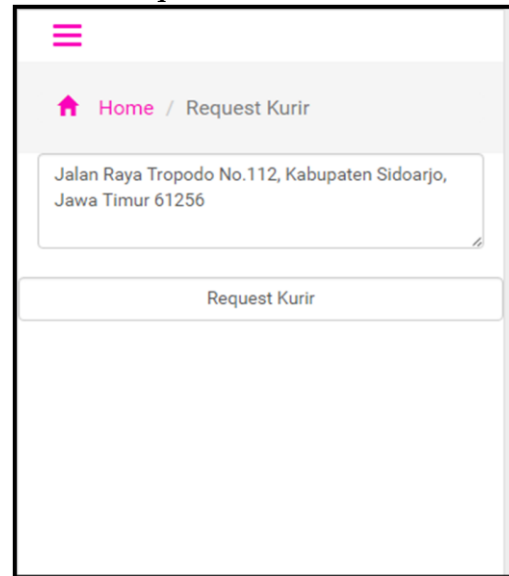 Home / Request Kurir
Jalan Raya Tropodo No.112, Kabupaten Sidoarjo,
Jawa Timur 61256
Request Kurir